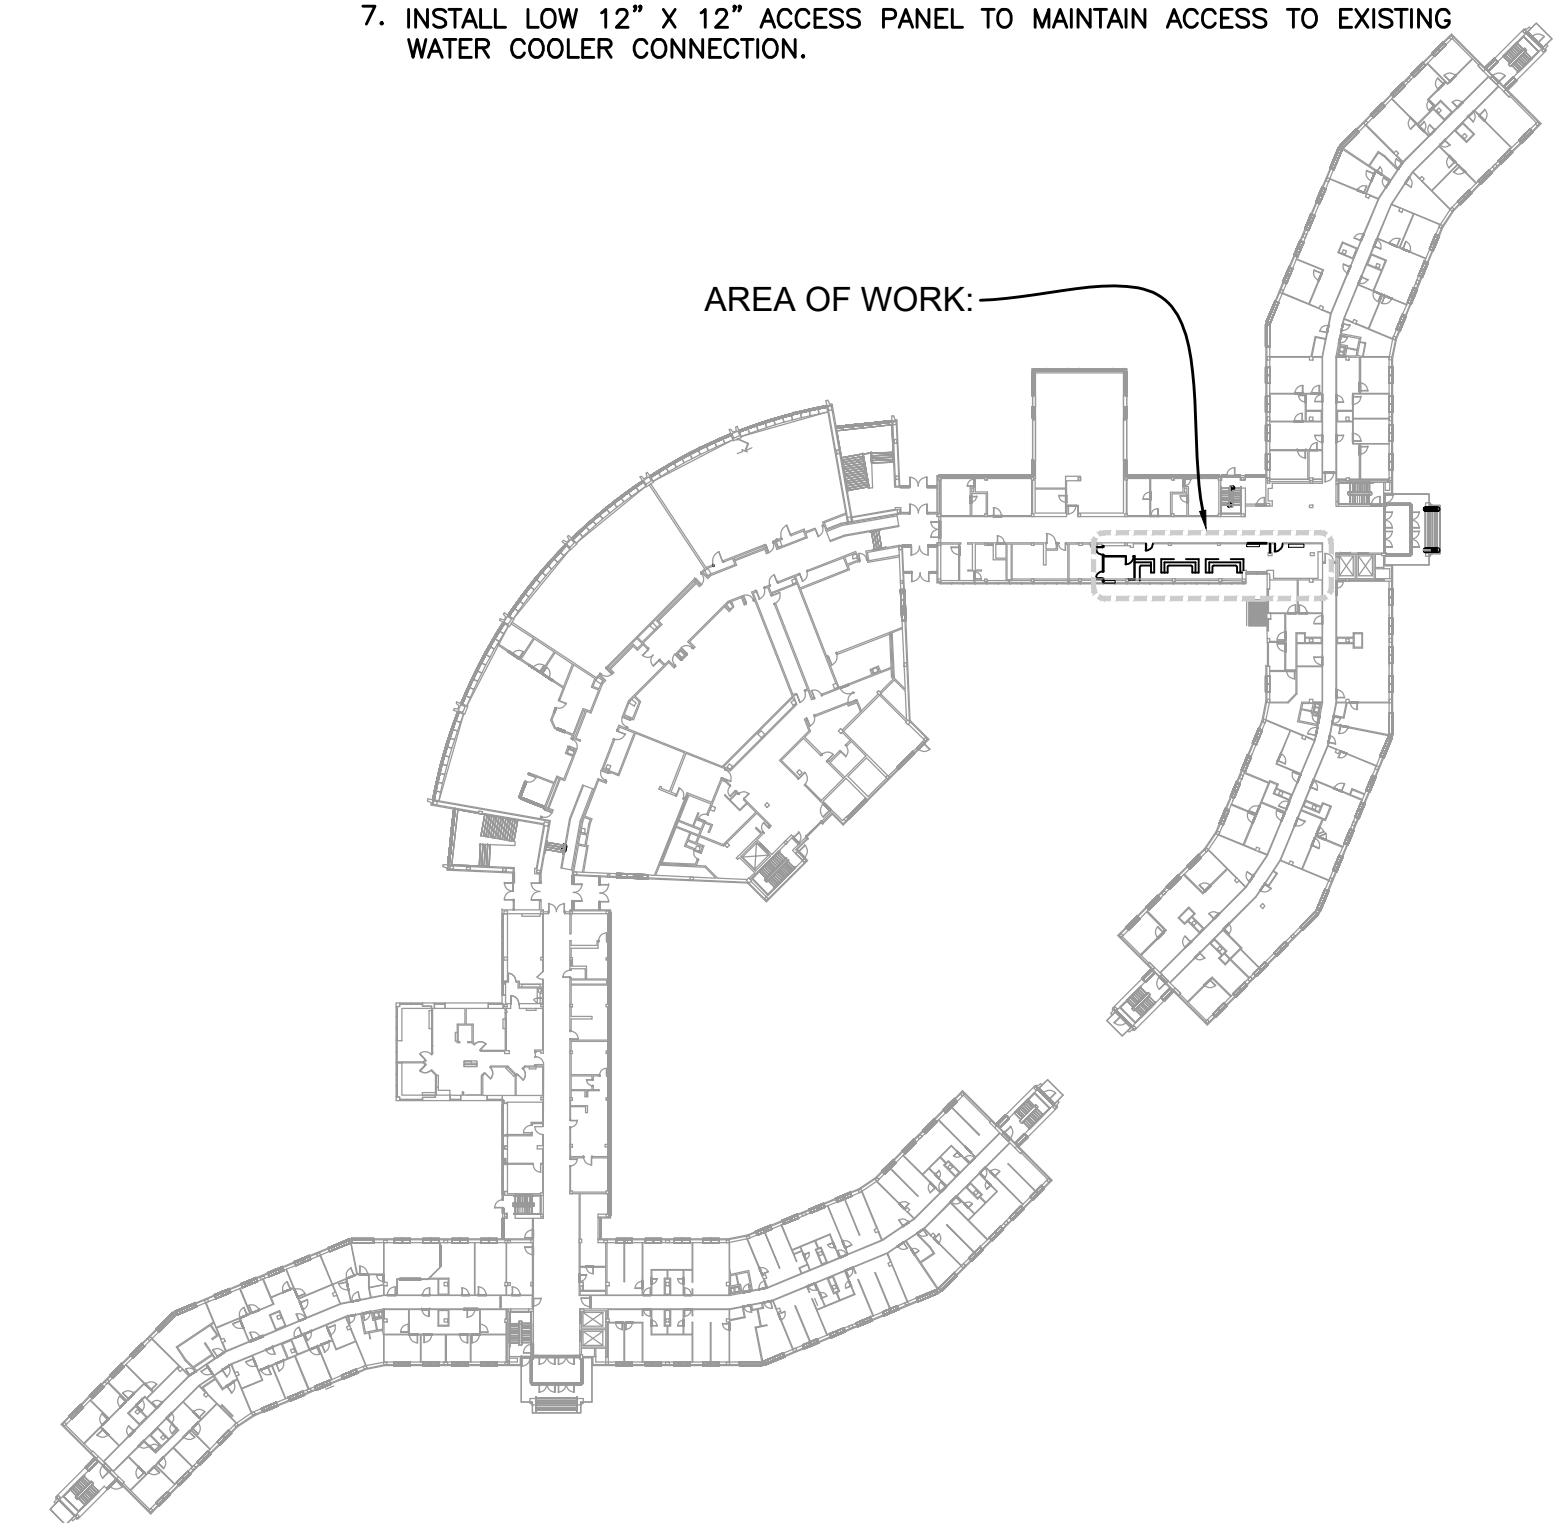 7. INSTALL LOW 12” X 12” ACCESS PANEL TO MAINTAIN ACCESS TO EXISTING
WATER COOLER CONNECTION.
AREA OF WORK: